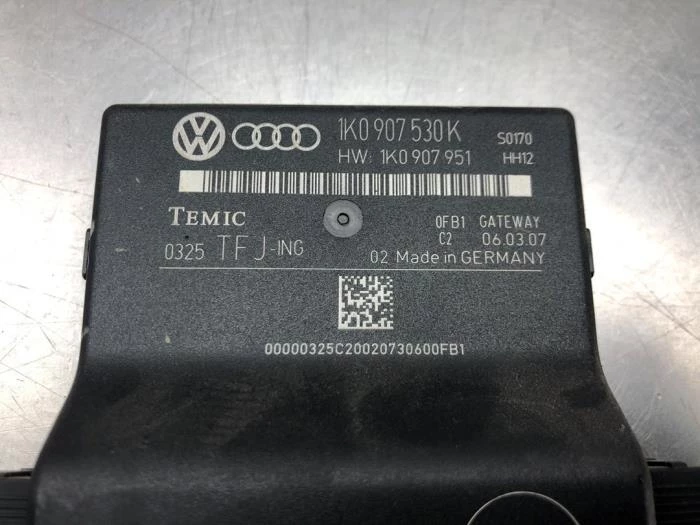 1K0 907 530 K S0170
HW: 1K0 907 951 HH12
TEMIC 0FB1 GATEWAY
C2 06.03.07
0325 TFJ-ING 02 Made in GERMANY
00000325C20020730600FB1